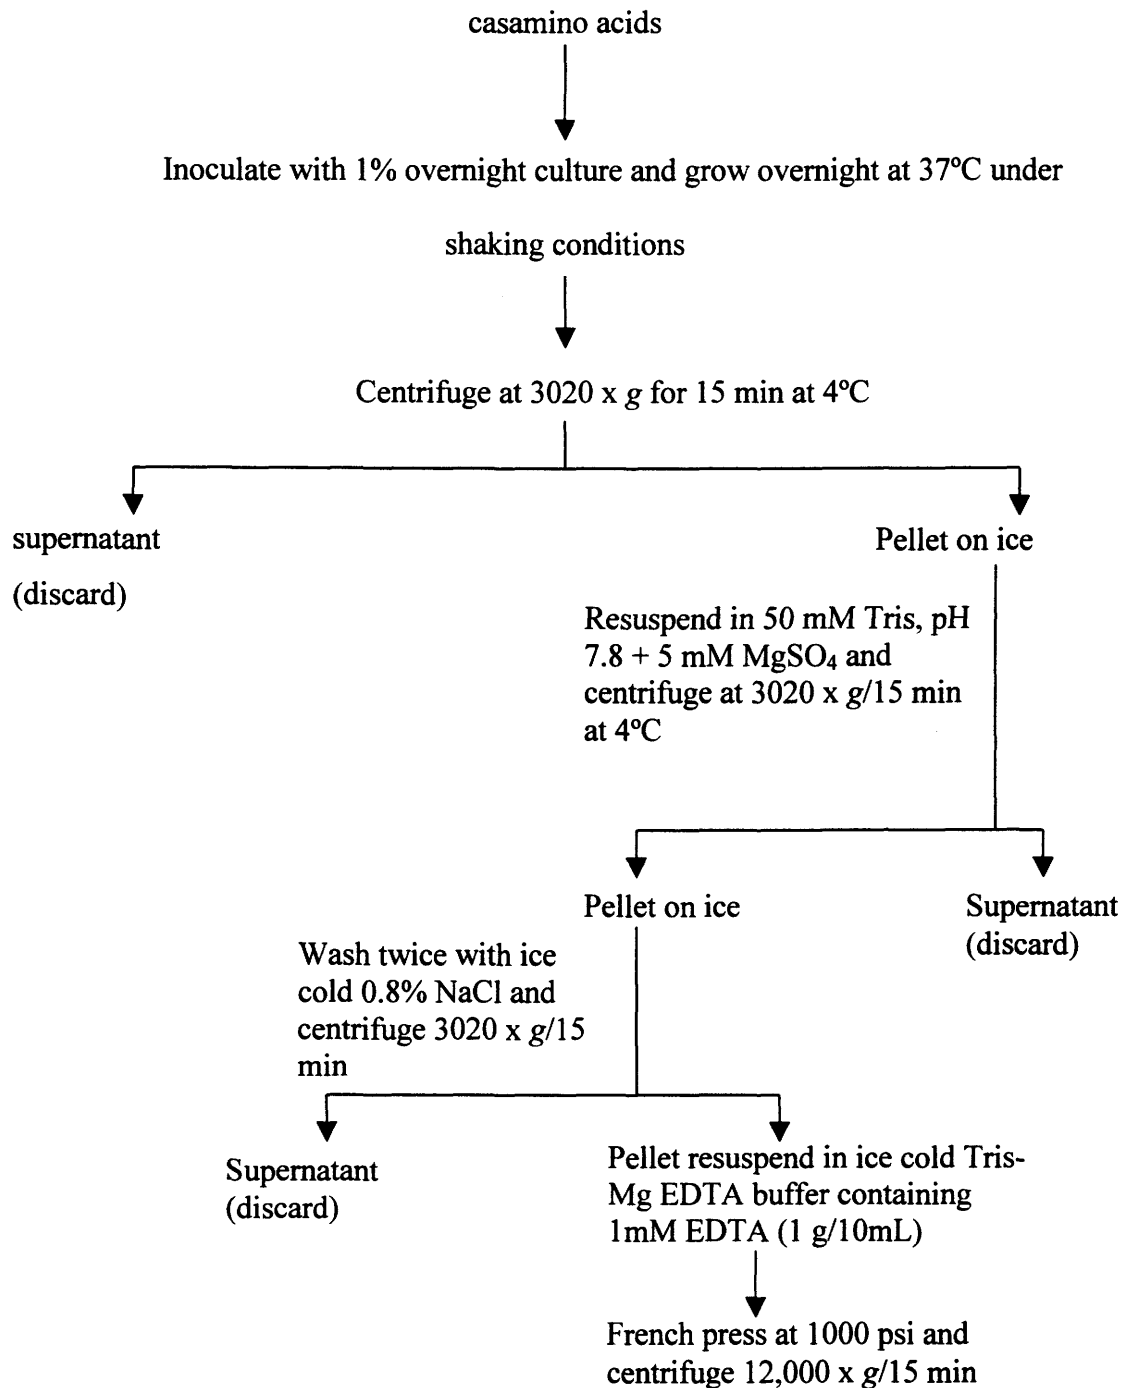 casamino acids
Inoculate with 1% overnight culture and grow overnight at 37ºC under
shaking conditions
Centrifuge at 3020 x g for 15 min at 4ºC
supernatant
(discard)
Pellet on ice
Resuspend in 50 mM Tris, pH
7.8 + 5 mM MgSO₄ and
centrifuge at 3020 x g/15 min
at 4ºC
Pellet on ice
Supernatant
(discard)
Wash twice with ice
cold 0.8% NaCl and
centrifuge 3020 x g/15
min
Supernatant
(discard)
Pellet resuspend in ice cold Tris-
Mg EDTA buffer containing
1mM EDTA (1 g/10mL)
French press at 1000 psi and
centrifuge 12,000 x g/15 min